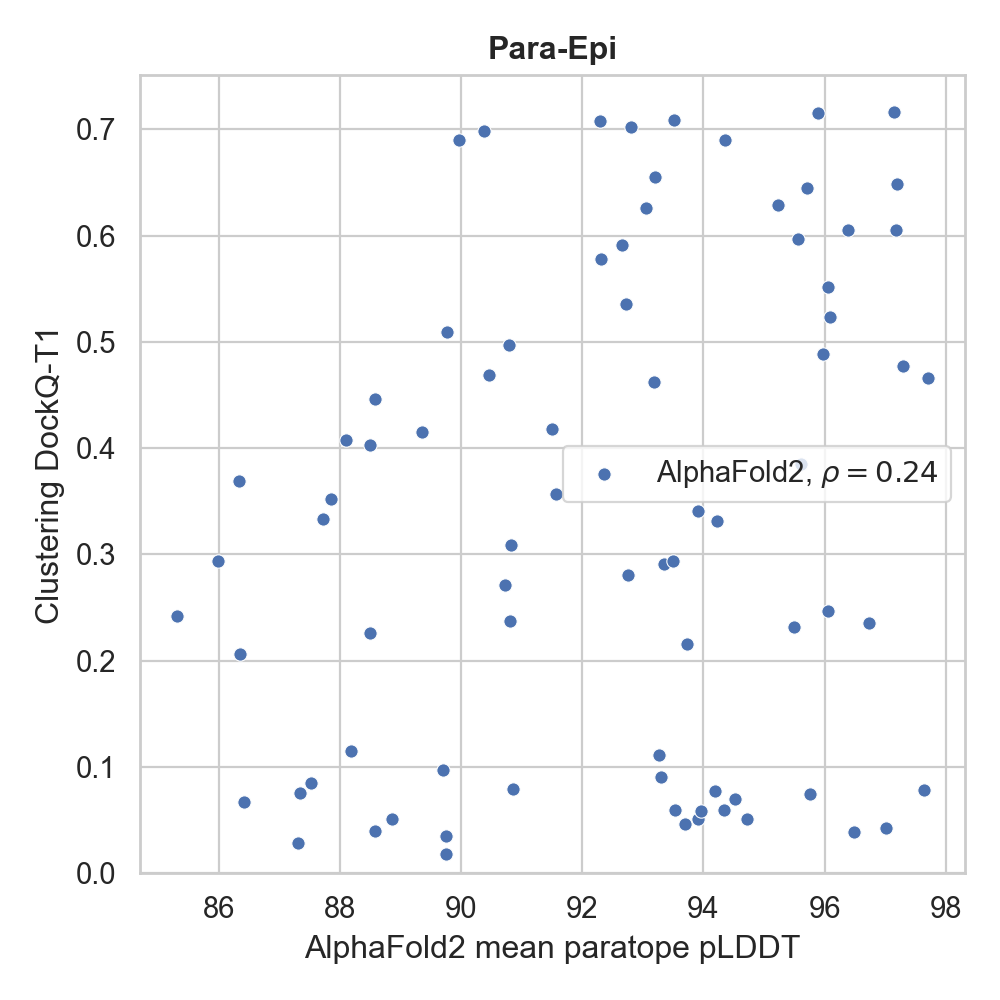 Para-Epi
0.7
0.6
0.5
0.4
0.3
0.2
0.1
0.0
Clustering DockQ-T1
AlphaFold2, ρ = 0.24
86 88 90 92 94 96 98
AlphaFold2 mean paratope pLDDT